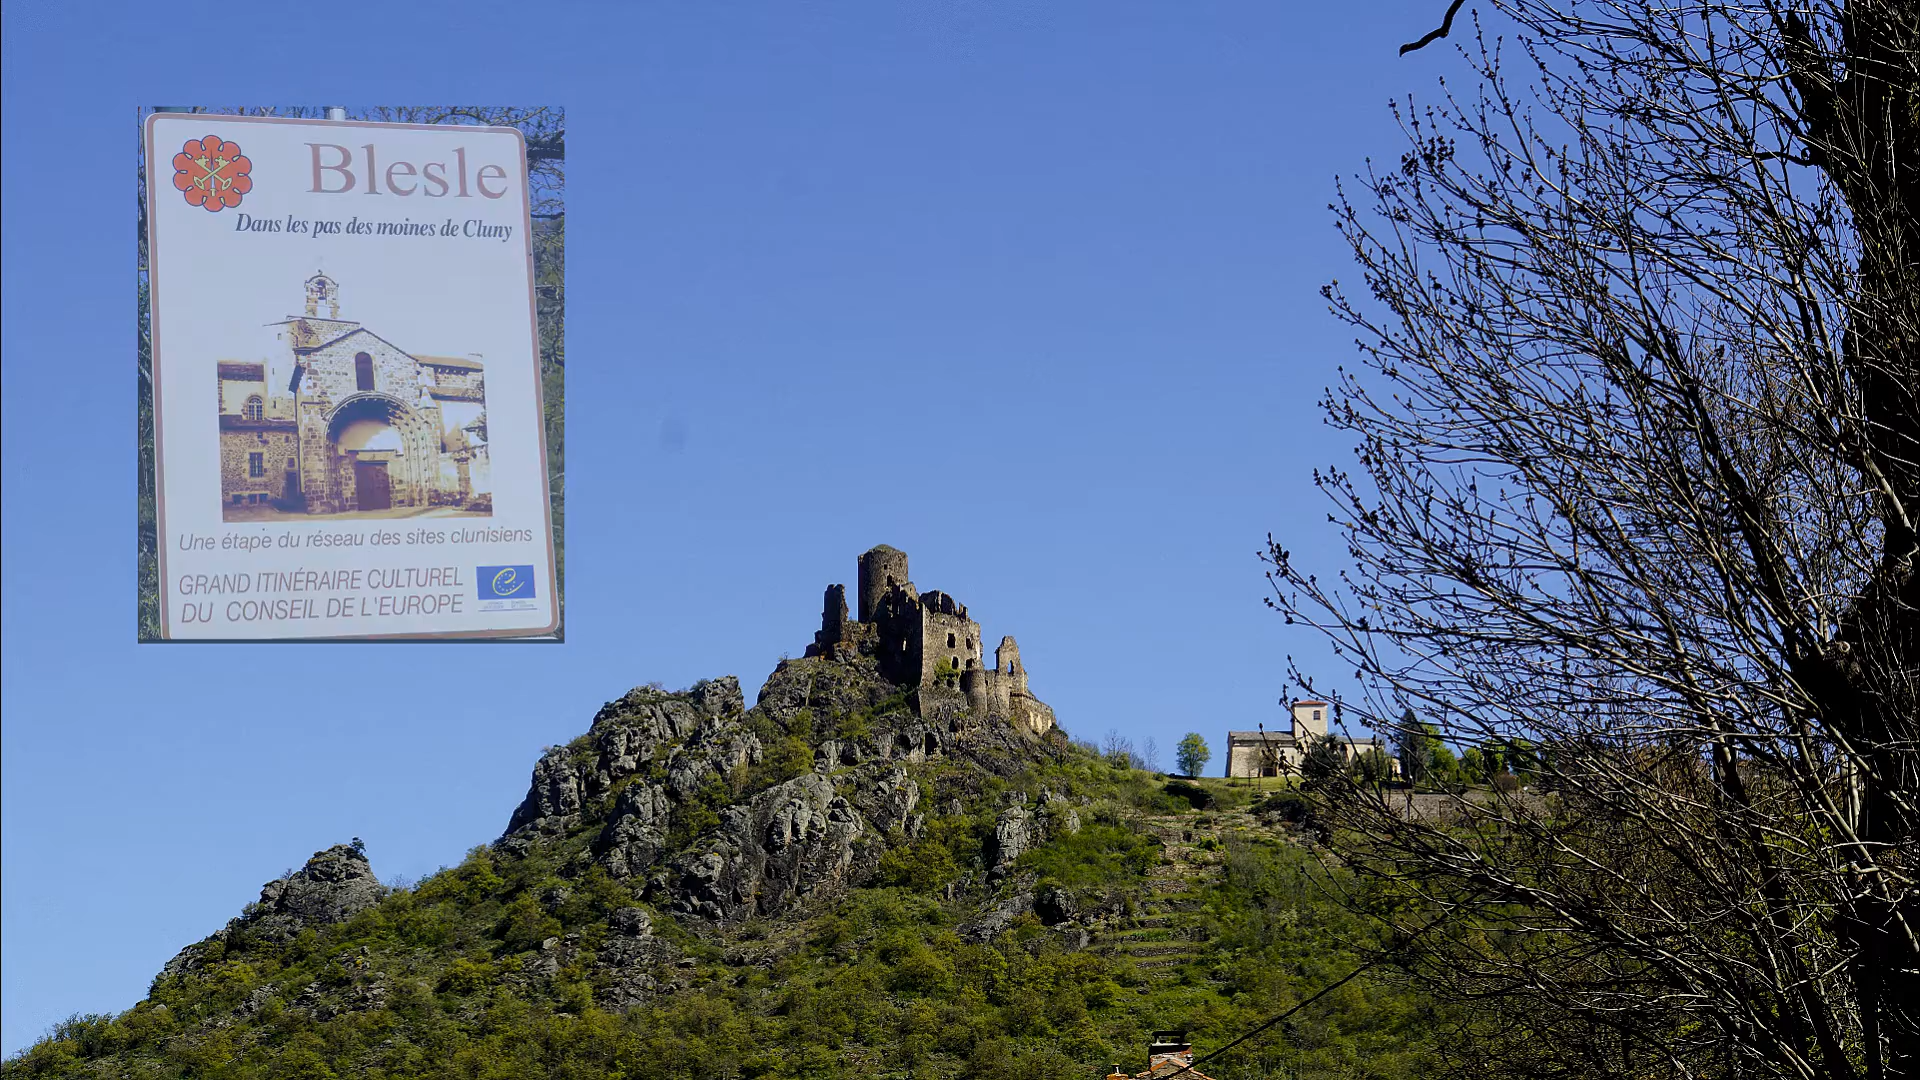 Blesle
Dans les pas des moines de Cluny
Une étape du réseau des sites clunisiens
GRAND ITINÉRAIRE CULTUREL
DU CONSEIL DE L'EUROPE